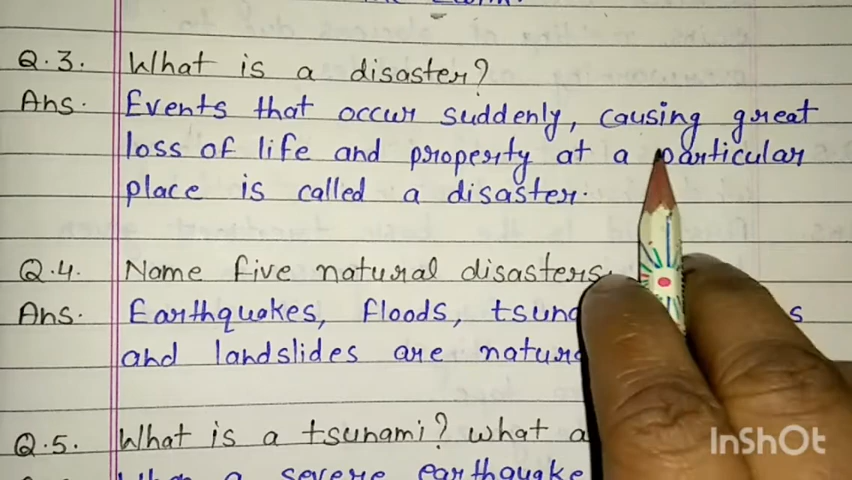 Q.3. What is a disaster?
Ans. Events that occur suddenly, causing great
loss of life and property at a particular
place is called a disaster.
Q.4. Name five natural disasters.
Ans. Earthquakes, floods,
and landslides are
Q.5. What is a tsunami? what
a severe earthquake
InShOt